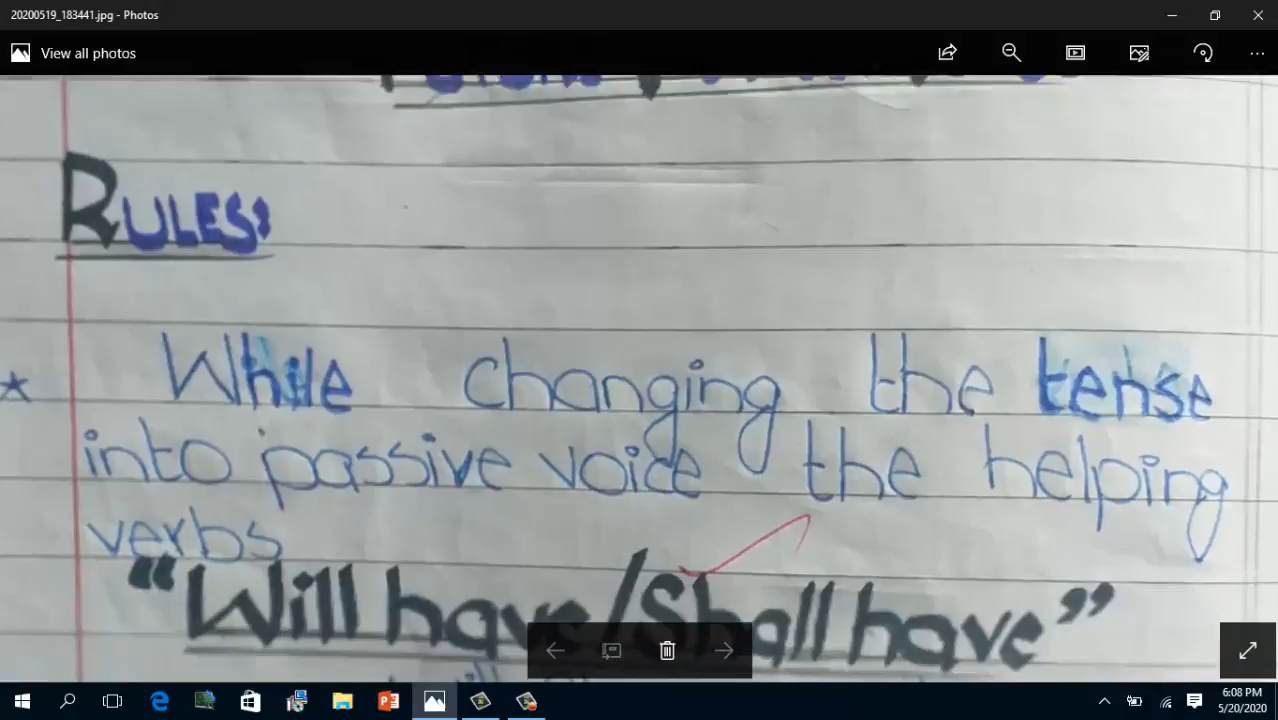 20200519_183441.jpg - Photos
View all photos
RULES:
While changing the tense
into passive voice the helping
verbs
"Will have/Shall have"
6:08 PM
5/20/2020